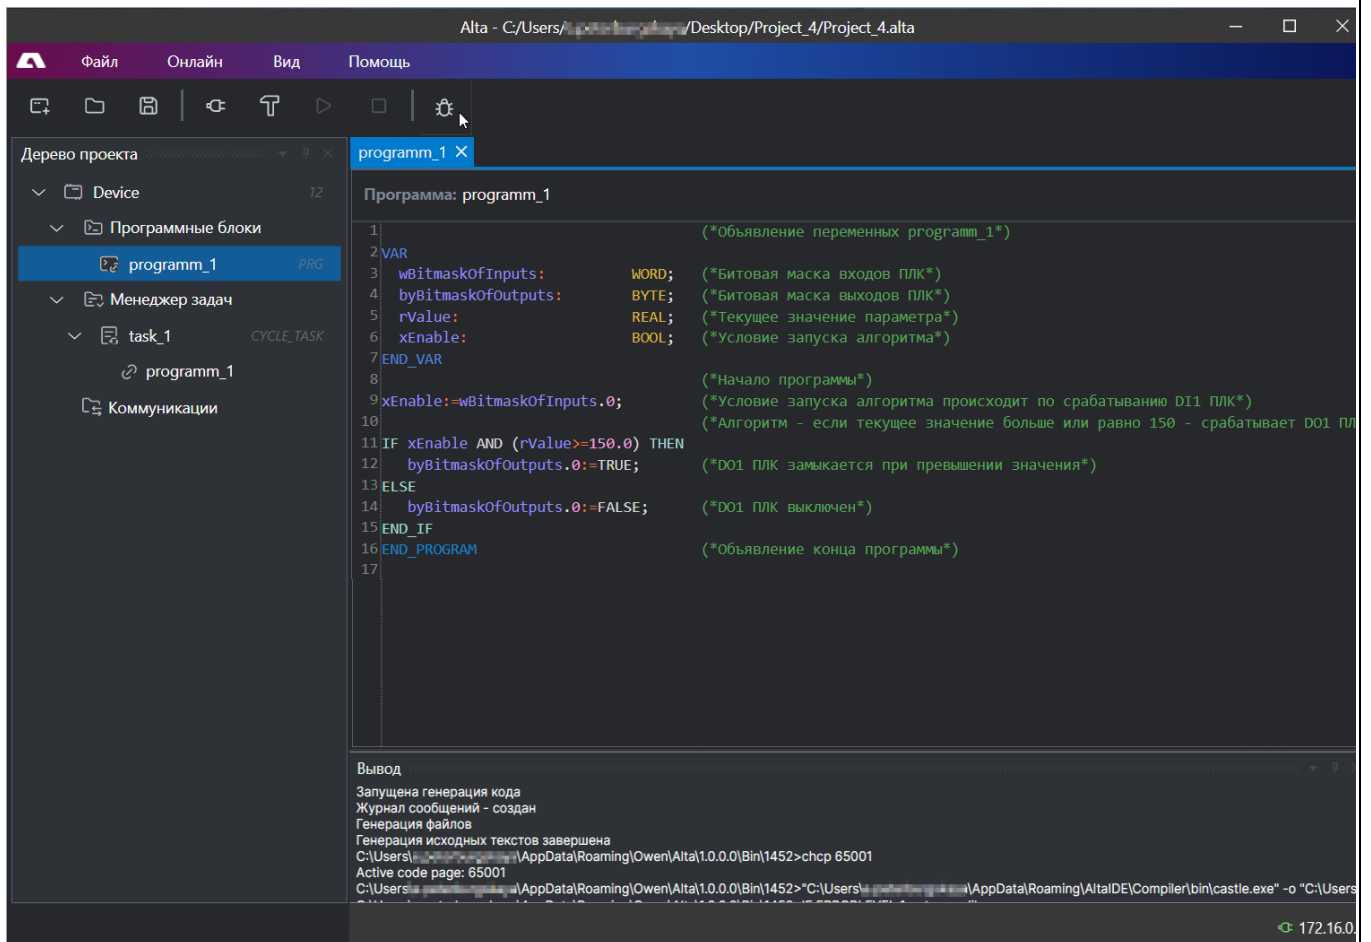 Alta - C:/Users/ /Desktop/Project_4/Project_4.alta
Файл Онлайн Вид Помощь
Дерево проекта
programm_1
Device 12
Программные блоки
programm_1 PRG
Менеджер задач
task_1 CYCLE_TASK
programm_1
Коммуникации
Программа: programm_1
1 (*Объявление переменных programm_1*)
2 VAR
3 wBitmaskOfInputs: WORD; (*Битовая маска входов ПЛК*)
4 byBitmaskOfOutputs: BYTE; (*Битовая маска выходов ПЛК*)
5 rValue: REAL; (*Текущее значение параметра*)
6 xEnable: BOOL; (*Условие запуска алгоритма*)
7 END_VAR
8 (*Начало программы*)
9 xEnable:=wBitmaskOfInputs.0; (*Условие запуска алгоритма происходит по срабатыванию DI1 ПЛК*)
10 (*Алгоритм - если текущее значение больше или равно 150 - срабатывает DO1 ПЛ
11 IF xEnable AND (rValue>=150.0) THEN
12 byBitmaskOfOutputs.0:=TRUE; (*DO1 ПЛК замыкается при превышении значения*)
13 ELSE
14 byBitmaskOfOutputs.0:=FALSE; (*DO1 ПЛК выключен*)
15 END_IF
16 END_PROGRAM (*Объявление конца программы*)
17
Вывод
Запущена генерация кода
Журнал сообщений - создан
Генерация файлов
Генерация исходных текстов завершена
C:\Users\ \AppData\Roaming\Owen\Alta\1.0.0.0\Bin\1452>chcp 65001
Active code page: 65001
C:\Users\ \AppData\Roaming\Owen\Alta\1.0.0.0\Bin\1452>"C:\Users\ \AppData\Roaming\AltaIDE\Compiler\bin\castle.exe" -o "C:\Users
172.16.0.